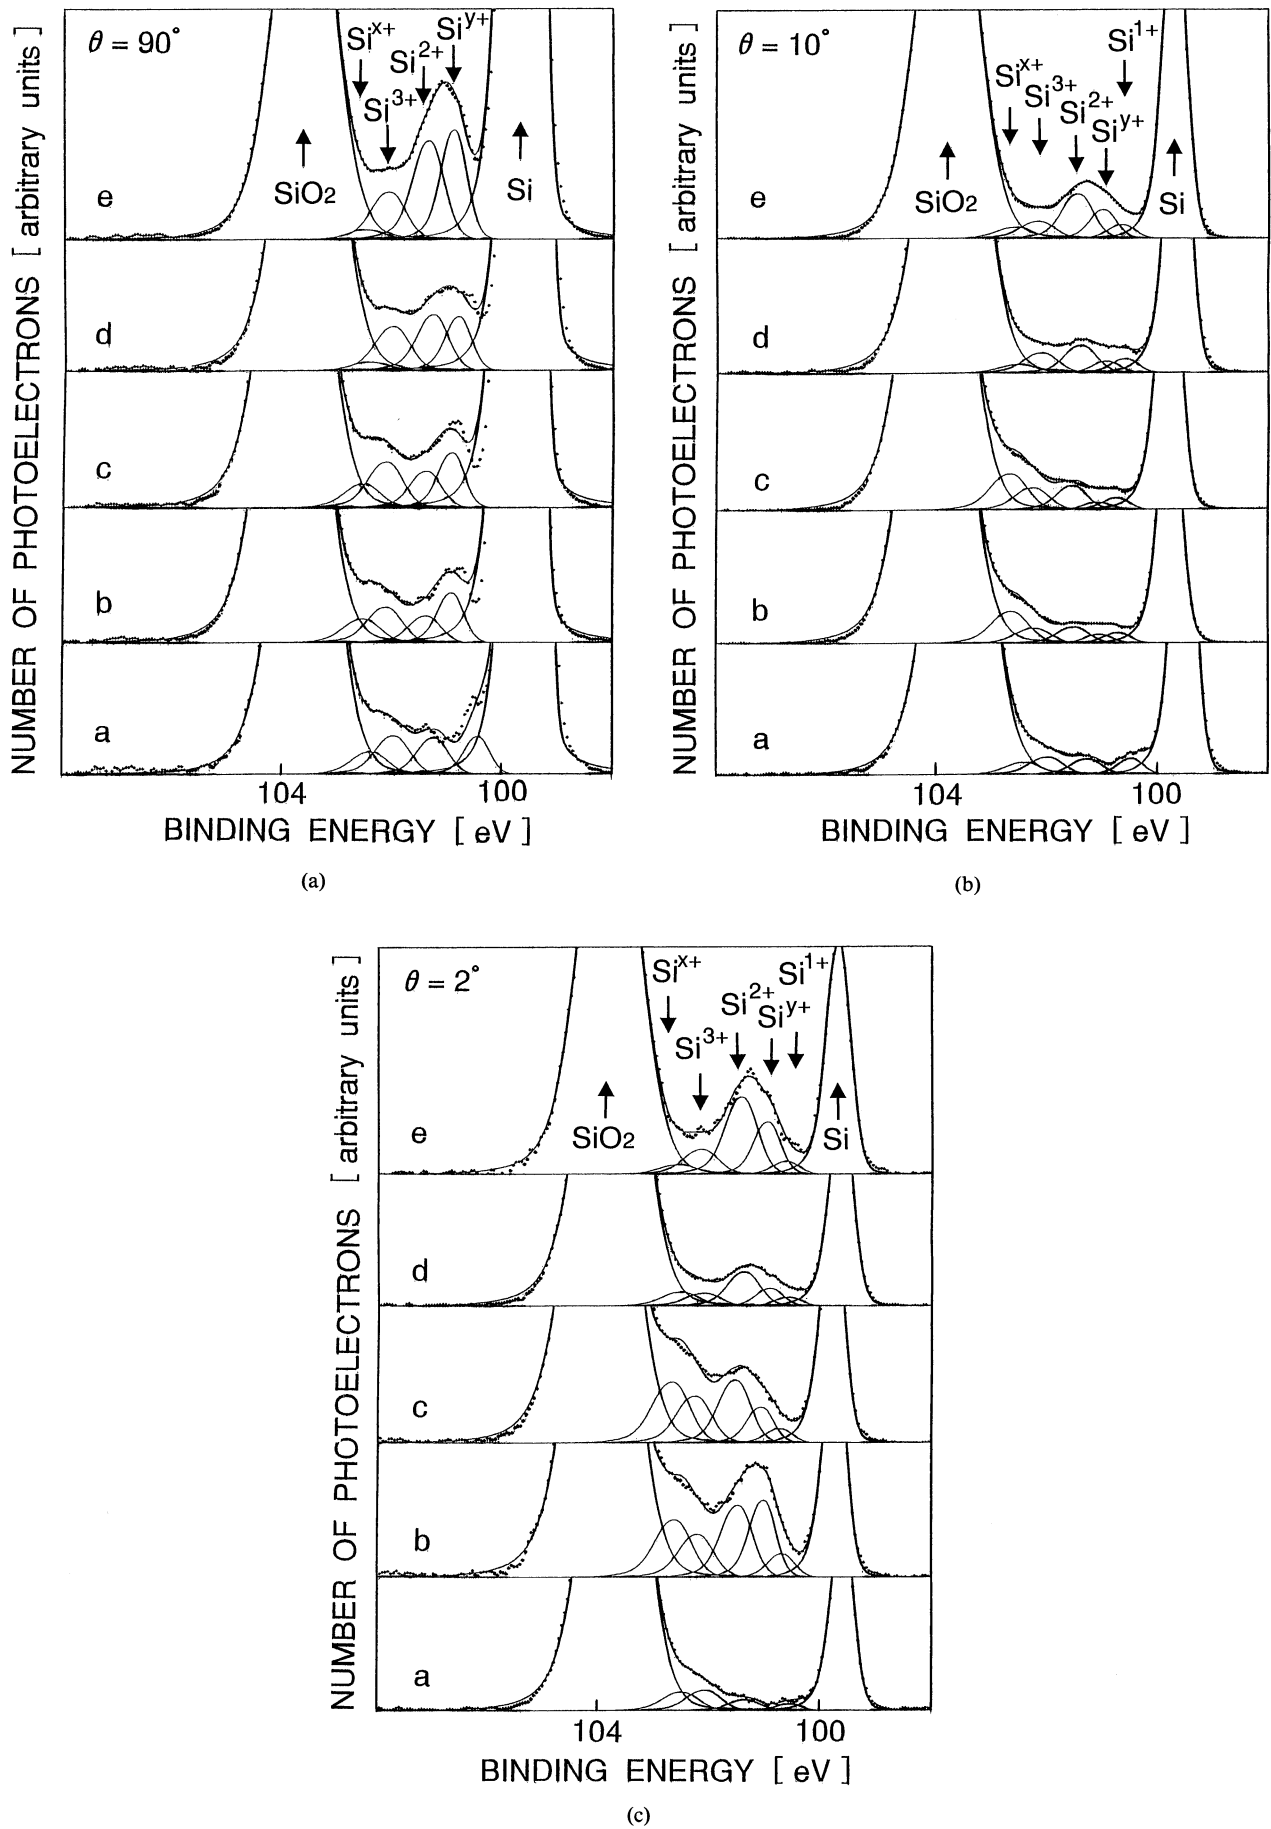 NUMBER OF PHOTOELECTRONS [ arbitrary units ]
θ = 90°
Si^x+
Si^2+
Si^y+
Si^3+
SiO2
Si
e
d
c
b
a
104
100
BINDING ENERGY [ eV ]
(a)
NUMBER OF PHOTOELECTRONS [ arbitrary units ]
θ = 10°
Si^1+
Si^x+
Si^3+
Si^2+
Si^y+
SiO2
Si
e
d
c
b
a
104
100
BINDING ENERGY [ eV ]
(b)
NUMBER OF PHOTOELECTRONS [ arbitrary units ]
θ = 2°
Si^x+
Si^1+
Si^2+
Si^y+
Si^3+
SiO2
Si
e
d
c
b
a
104
100
BINDING ENERGY [ eV ]
(c)